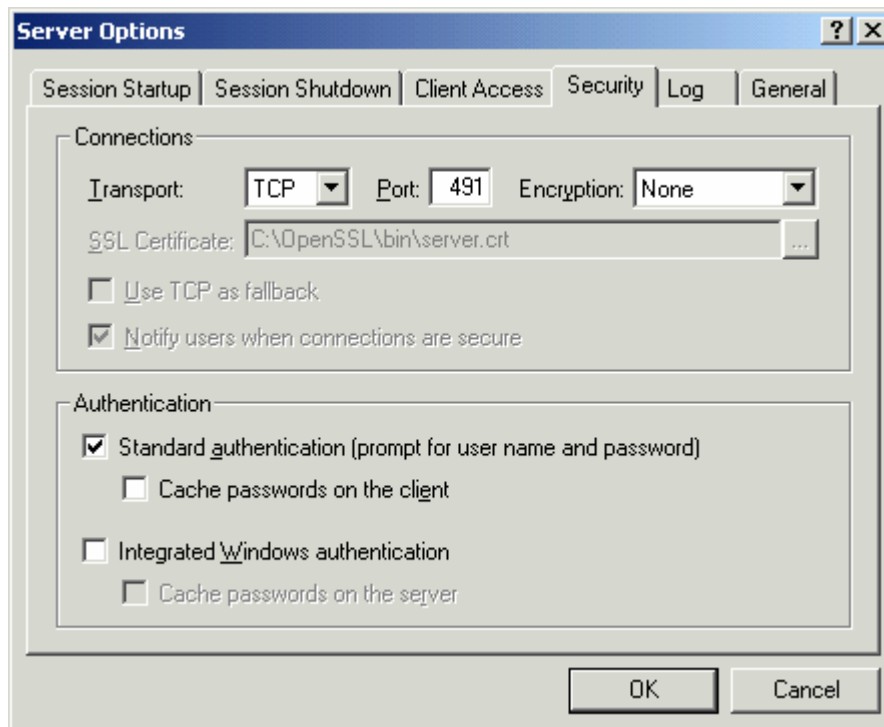 Server Options
Session Startup Session Shutdown Client Access Security Log General
Connections
Transport: TCP Port: 491 Encryption: None
SSL Certificate: C:\OpenSSL\bin\server.crt ...
Use TCP as fallback
Notify users when connections are secure
Authentication
Standard authentication (prompt for user name and password)
Cache passwords on the client
Integrated Windows authentication
Cache passwords on the server
OK Cancel